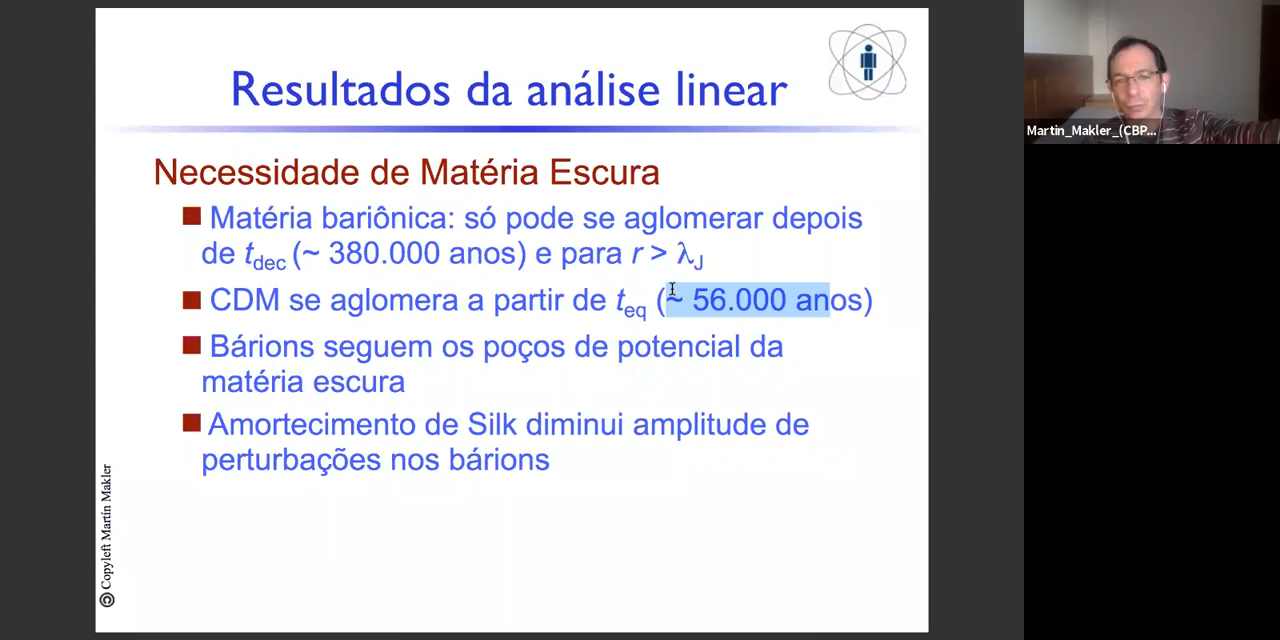 Resultados da análise linear
Necessidade de Matéria Escura
Matéria bariônica: só pode se aglomerar depois
de tdec (~ 380.000 anos) e para r > λJ
CDM se aglomera a partir de teq (~ 56.000 anos)
Bárions seguem os poços de potencial da
matéria escura
Amortecimento de Silk diminui amplitude de
perturbações nos bárions
Copyleft Martín Makler
Martin_Makler_(CBP...